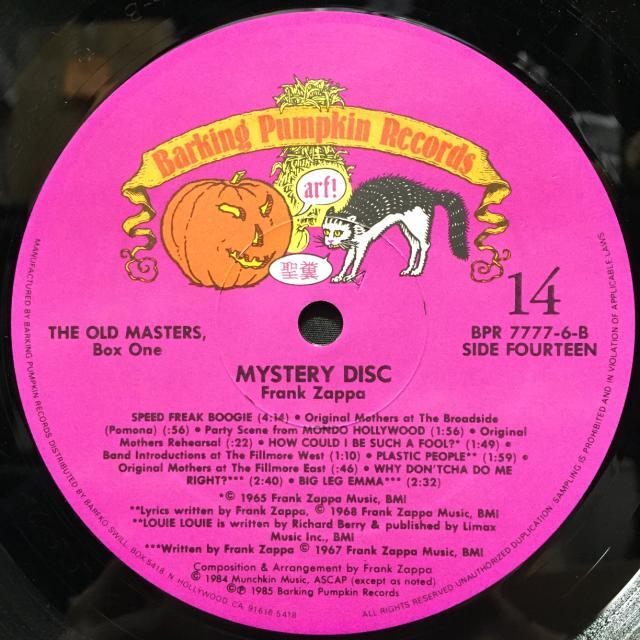 Barking Pumpkin Records
arf!
聖糞
14
THE OLD MASTERS,
Box One
BPR 7777-6-B
SIDE FOURTEEN
MYSTERY DISC
Frank Zappa
SPEED FREAK BOOGIE (4:14) • Original Mothers at The Broadside
(Pomona) (:56) • Party Scene from MONDO HOLLYWOOD (1:56) • Original
Mothers Rehearsal (:22) • HOW COULD I BE SUCH A FOOL?* (1:49) •
Band Introductions at The Fillmore West (1:10) • PLASTIC PEOPLE** (1:59) •
Original Mothers at The Fillmore East (:46) • WHY DON'TCHA DO ME
RIGHT?*** (2:40) • BIG LEG EMMA*** (2:32)
*© 1965 Frank Zappa Music, BMI
**Lyrics written by Frank Zappa, © 1968 Frank Zappa Music, BMI
**LOUIE LOUIE is written by Richard Berry & published by Limax
Music Inc., BMI
***Written by Frank Zappa © 1967 Frank Zappa Music, BMI
Composition & Arrangement by Frank Zappa
© 1984 Munchkin Music, ASCAP (except as noted)
©℗ 1985 Barking Pumpkin Records
MANUFACTURED BY BARKING PUMPKIN RECORDS DISTRIBUTED BY BARFKO SWILL, BOX 5418 N. HOLLYWOOD, CA. 91616-5418
ALL RIGHTS RESERVED. UNAUTHORIZED DUPLICATION, SAMPLING IS PROHIBITED AND IN VIOLATION OF APPLICABLE LAWS